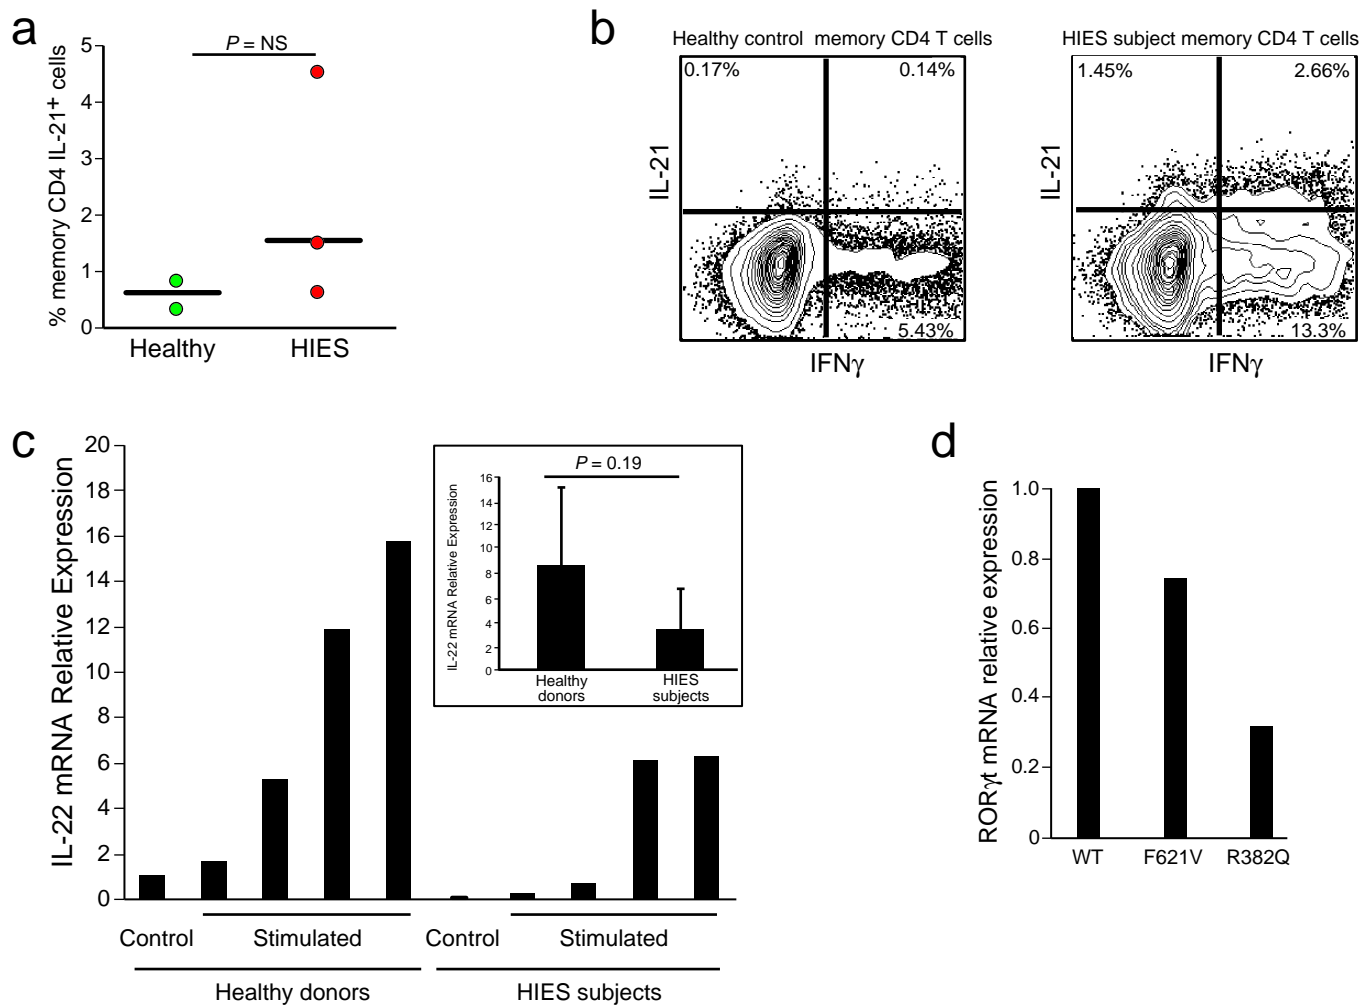 a
P = NS
% memory CD4 IL-21+ cells
5
4
3
2
1
0
Healthy
HIES
b
Healthy control memory CD4 T cells
0.17%
0.14%
5.43%
IL-21
IFNγ
HIES subject memory CD4 T cells
1.45%
2.66%
13.3%
IL-21
IFNγ
c
IL-22 mRNA Relative Expression
20
18
16
14
12
10
8
6
4
2
0
Control
Stimulated
Control
Stimulated
Healthy donors
HIES subjects
P = 0.19
IL-22 mRNA Relative Expression
16
14
12
10
8
6
4
2
0
Healthy
donors
HIES
subjects
d
RORγt mRNA relative expression
1.0
0.8
0.6
0.4
0.2
0
WT
F621V
R382Q